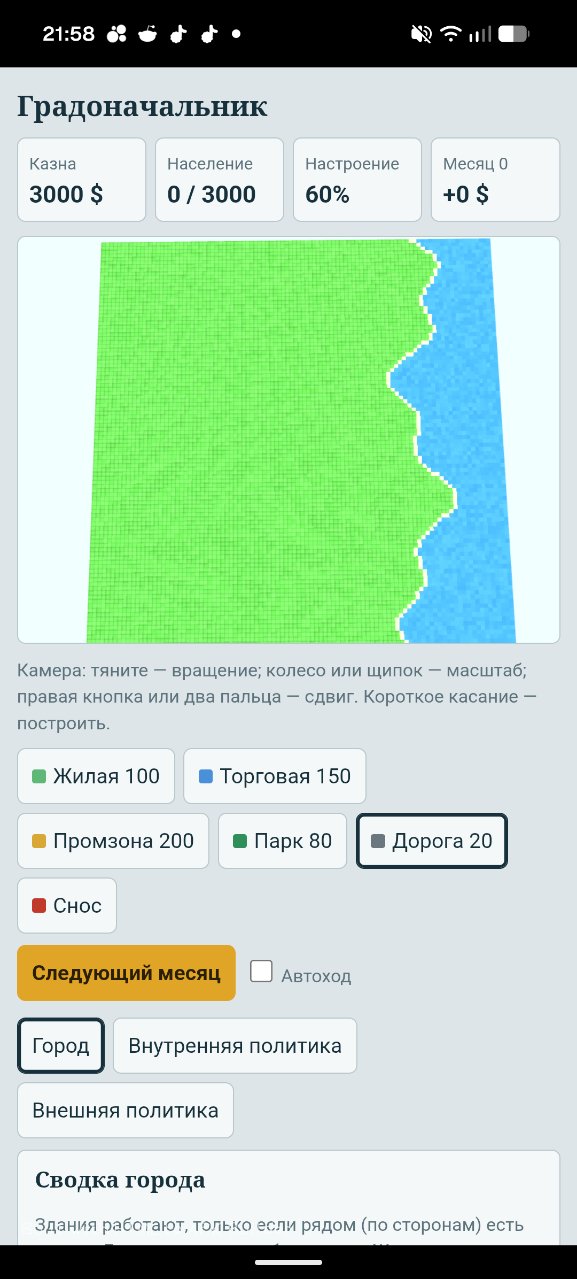 21:58
Градоначальник
Казна
3000 $
Население
0 / 3000
Настроение
60%
Месяц 0
+0 $
Камера: тяните — вращение; колесо или щипок — масштаб;
правая кнопка или два пальца — сдвиг. Короткое касание —
построить.
Жилая 100
Торговая 150
Промзона 200
Парк 80
Дорога 20
Снос
Следующий месяц
Автоход
Город
Внутренняя политика
Внешняя политика
Сводка города
Здания работают, только если рядом (по сторонам) есть